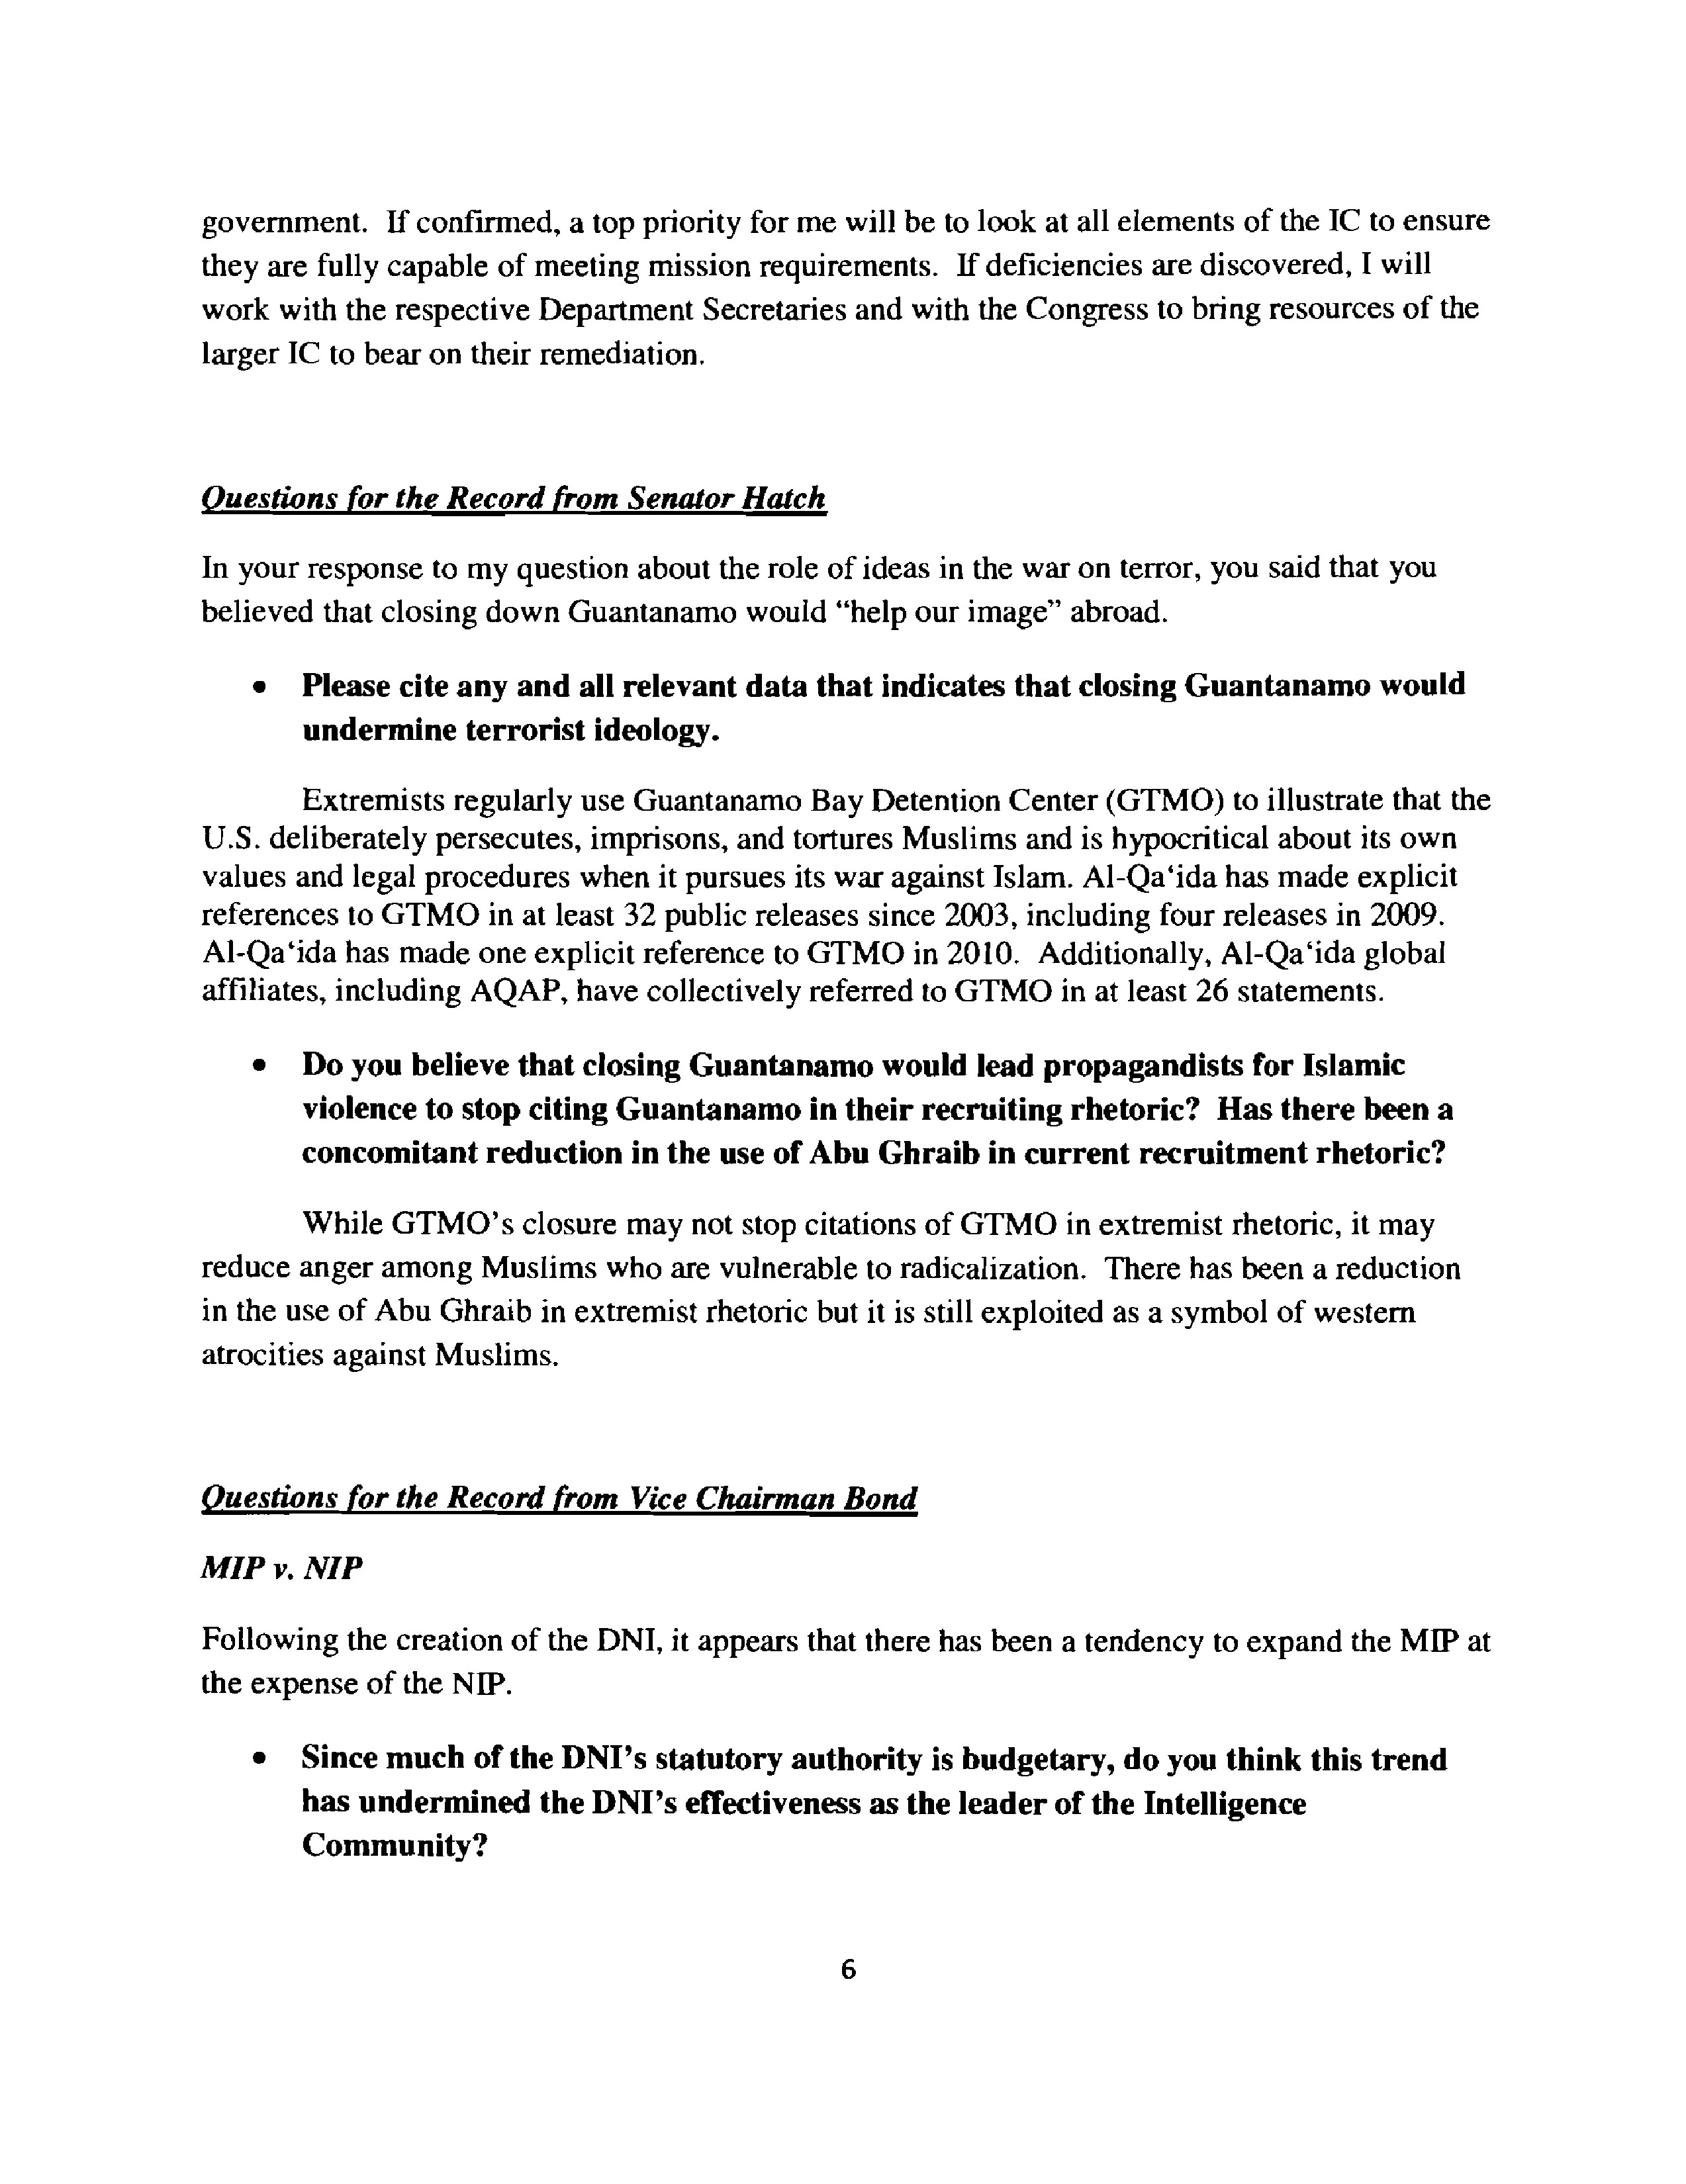 government.  If confirmed, a top priority for me will be to look at all elements of the IC to ensure
they are fully capable of meeting mission requirements.  If deficiencies are discovered, I will
work with the respective Department Secretaries and with the Congress to bring resources of the
larger IC to bear on their remediation.
Questions for the Record from Senator Hatch
In your response to my question about the role of ideas in the war on terror, you said that you
believed that closing down Guantanamo would “help our image” abroad.
• Please cite any and all relevant data that indicates that closing Guantanamo would
undermine terrorist ideology.
Extremists regularly use Guantanamo Bay Detention Center (GTMO) to illustrate that the
U.S. deliberately persecutes, imprisons, and tortures Muslims and is hypocritical about its own
values and legal procedures when it pursues its war against Islam. Al-Qa‘ida has made explicit
references to GTMO in at least 32 public releases since 2003, including four releases in 2009.
Al-Qa‘ida has made one explicit reference to GTMO in 2010.  Additionally, Al-Qa‘ida global
affiliates, including AQAP, have collectively referred to GTMO in at least 26 statements.
• Do you believe that closing Guantanamo would lead propagandists for Islamic
violence to stop citing Guantanamo in their recruiting rhetoric?  Has there been a
concomitant reduction in the use of Abu Ghraib in current recruitment rhetoric?
While GTMO’s closure may not stop citations of GTMO in extremist rhetoric, it may
reduce anger among Muslims who are vulnerable to radicalization.  There has been a reduction
in the use of Abu Ghraib in extremist rhetoric but it is still exploited as a symbol of western
atrocities against Muslims.
Questions for the Record from Vice Chairman Bond
MIP v. NIP
Following the creation of the DNI, it appears that there has been a tendency to expand the MIP at
the expense of the NIP.
• Since much of the DNI’s statutory authority is budgetary, do you think this trend
has undermined the DNI’s effectiveness as the leader of the Intelligence
Community?
6